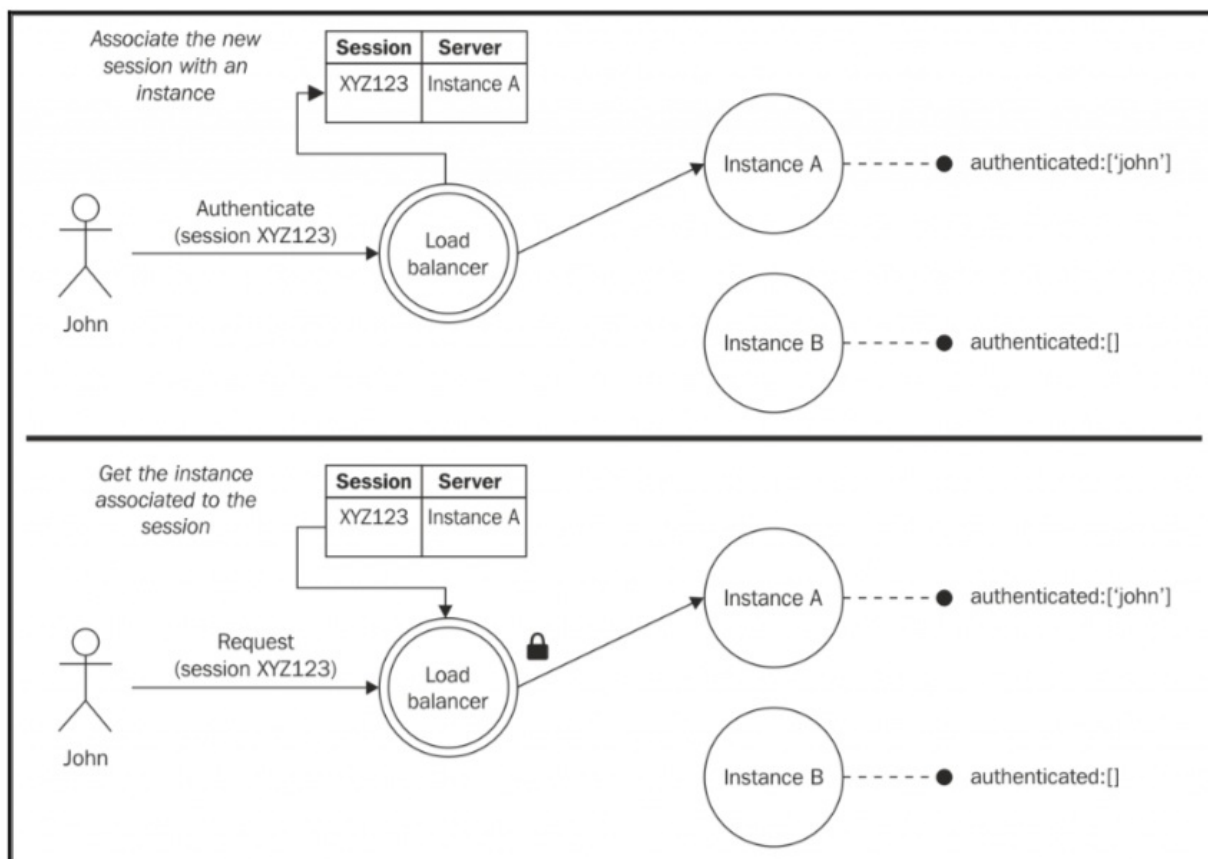 Associate the new
session with an
instance
Session Server
XYZ123 Instance A
Authenticate
(session XYZ123)
John
Load
balancer
Instance A
authenticated:['john']
Instance B
authenticated:[]
Get the instance
associated to the
session
Session Server
XYZ123 Instance A
Request
(session XYZ123)
John
Load
balancer
Instance A
authenticated:['john']
Instance B
authenticated:[]